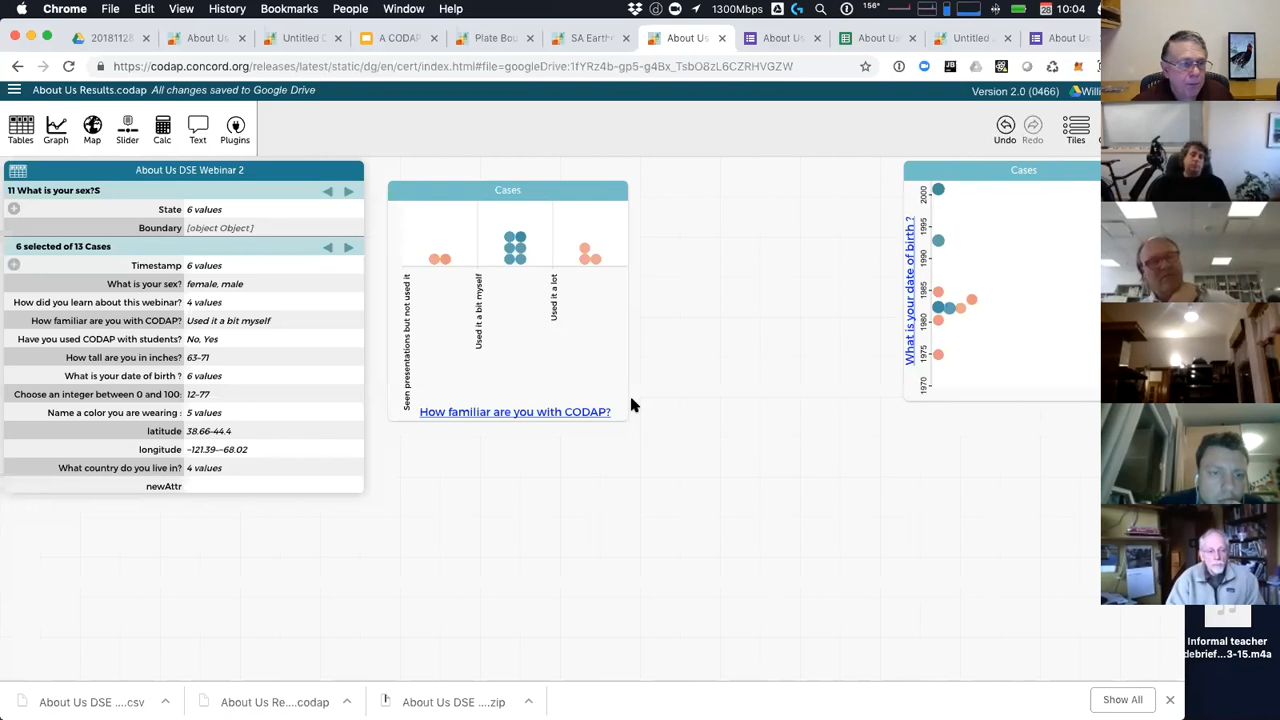 Chrome File Edit View History Bookmarks People Window Help
1300Mbps 156° 28 10:04
20181128
About Us
Untitled D
A CODAP
Plate Bou
SA Earth
About Us
About Us
About Us
Untitled
About Us
https://codap.concord.org/releases/latest/static/dg/en/cert/index.html#file=googleDrive:1fYRz4b-gp5-g4Bx_TsbO8zL6CZRHVGZW
About Us Results.codap All changes saved to Google Drive
Version 2.0 (0466)
Tables
Graph
Map
Slider
Calc
Text
Plugins
Undo
Redo
Tiles
About Us DSE Webinar 2
11 What is your sex?S
State 6 values
Boundary [object Object]
6 selected of 13 Cases
Timestamp 6 values
What is your sex? female, male
How did you learn about this webinar? 4 values
How familiar are you with CODAP? Used it a bit myself
Have you used CODAP with students? No, Yes
How tall are you in inches? 63–71
What is your date of birth ? 6 values
Choose an integer between 0 and 100: 12–77
Name a color you are wearing : 5 values
latitude 38.66–44.4
longitude −121.39–−68.02
What country do you live in? 4 values
newAttr
Cases
Seen presentations but not used it
Used it a bit myself
Used it a lot
How familiar are you with CODAP?
Cases
What is your date of birth ?
2000
1995
1990
1985
1980
1975
1970
Informal teacher
debrief...3-15.m4a
About Us DSE ....csv
About Us Re....codap
About Us DSE ....zip
Show All